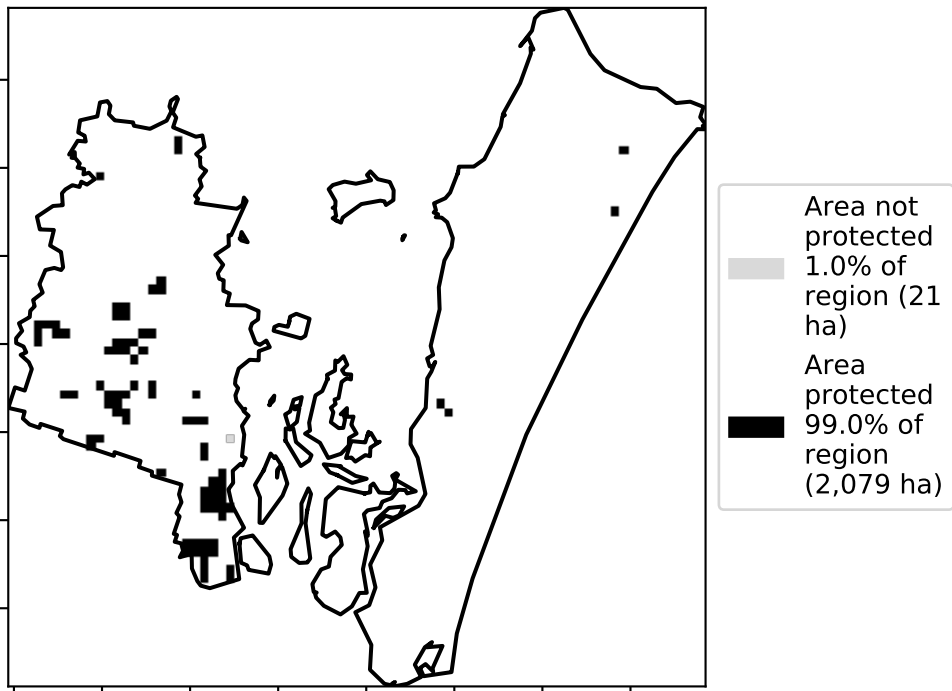 Area not
protected
1.0% of
region (21
ha)
Area
protected
99.0% of
region
(2,079 ha)